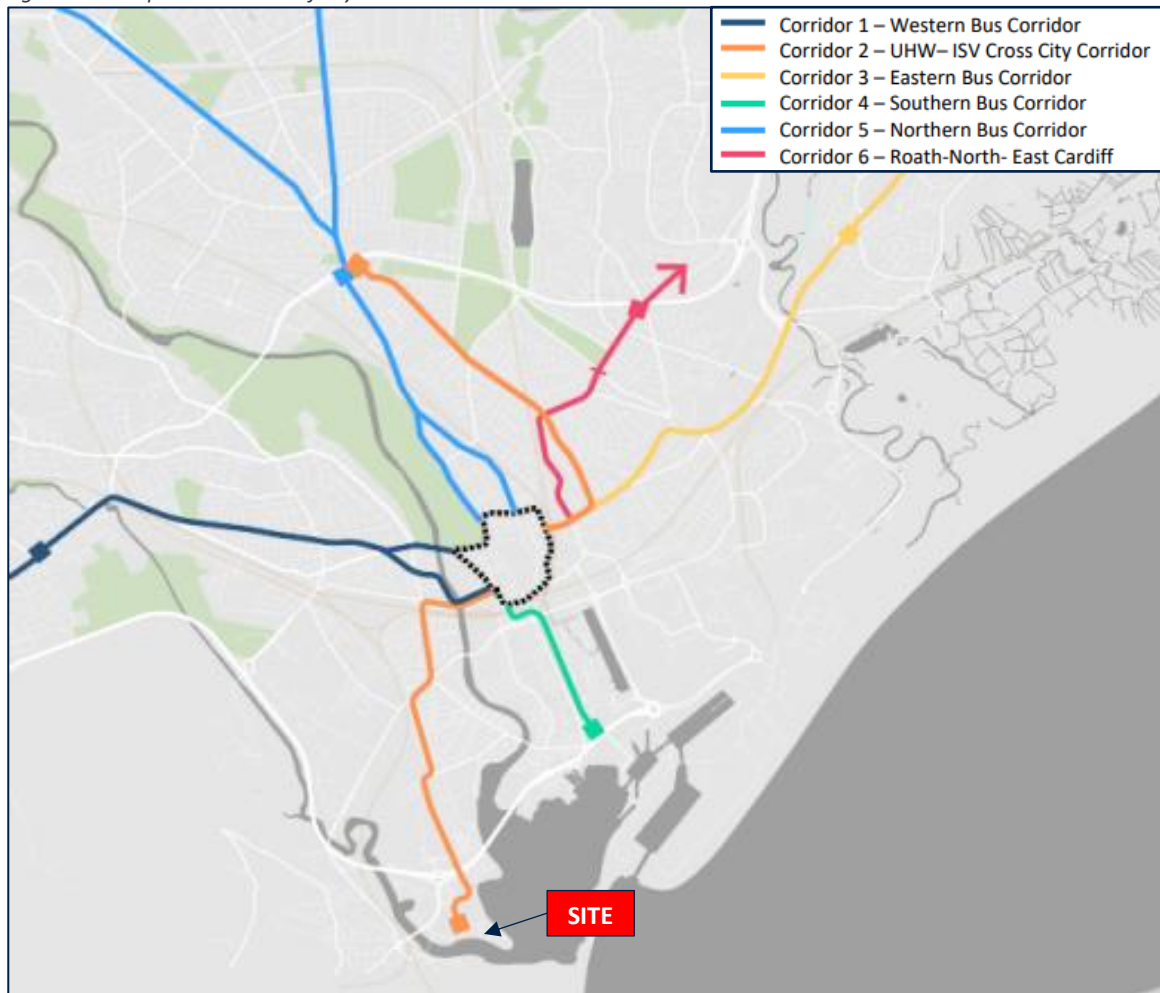 Corridor 1 – Western Bus Corridor
Corridor 2 – UHW– ISV Cross City Corridor
Corridor 3 – Eastern Bus Corridor
Corridor 4 – Southern Bus Corridor
Corridor 5 – Northern Bus Corridor
Corridor 6 – Roath-North- East Cardiff
SITE